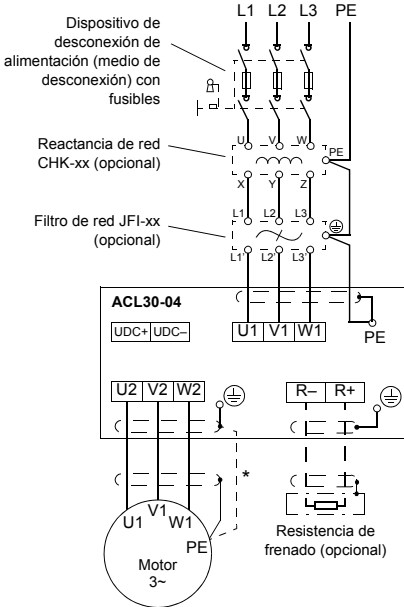 L1 L2 L3 PE
Dispositivo de
desconexión de
alimentación (medio de
desconexión) con
fusibles
U V W
PE
Reactancia de red
CHK-xx (opcional)
X Y Z
L1 L2 L3
Filtro de red JFI-xx
(opcional)
L1' L2' L3'
ACL30-04
UDC+ UDC–
U1 V1 W1
PE
U2 V2 W2
R– R+
*
U1 V1 W1
PE
Motor
3~
Resistencia de
frenado (opcional)